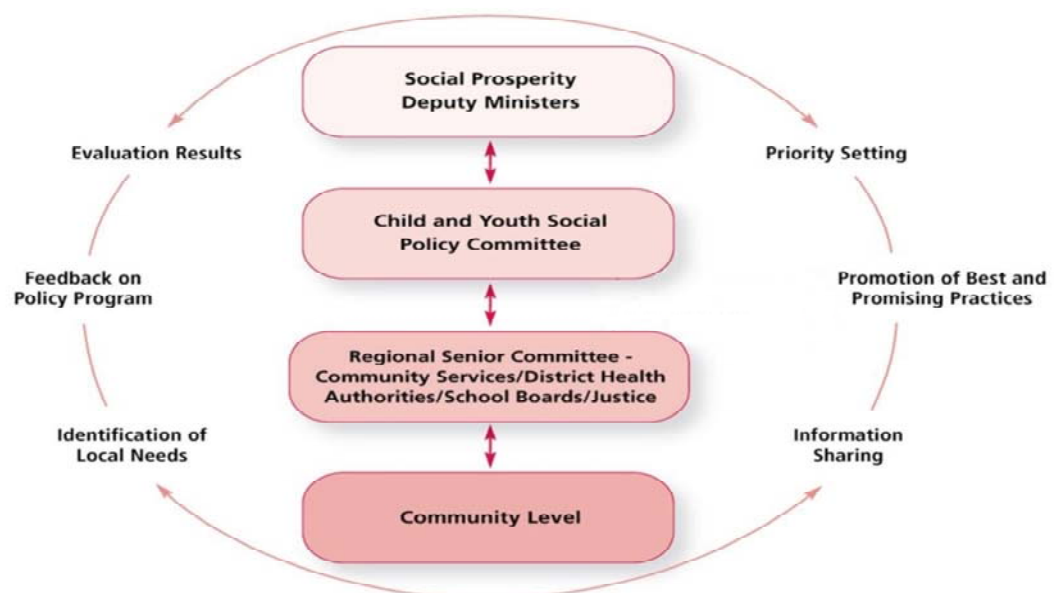 Social Prosperity
Deputy Ministers
Evaluation Results
Priority Setting
Child and Youth Social
Policy Committee
Feedback on
Policy Program
Promotion of Best and
Promising Practices
Regional Senior Committee -
Community Services/District Health
Authorities/School Boards/Justice
Identification of
Local Needs
Information
Sharing
Community Level